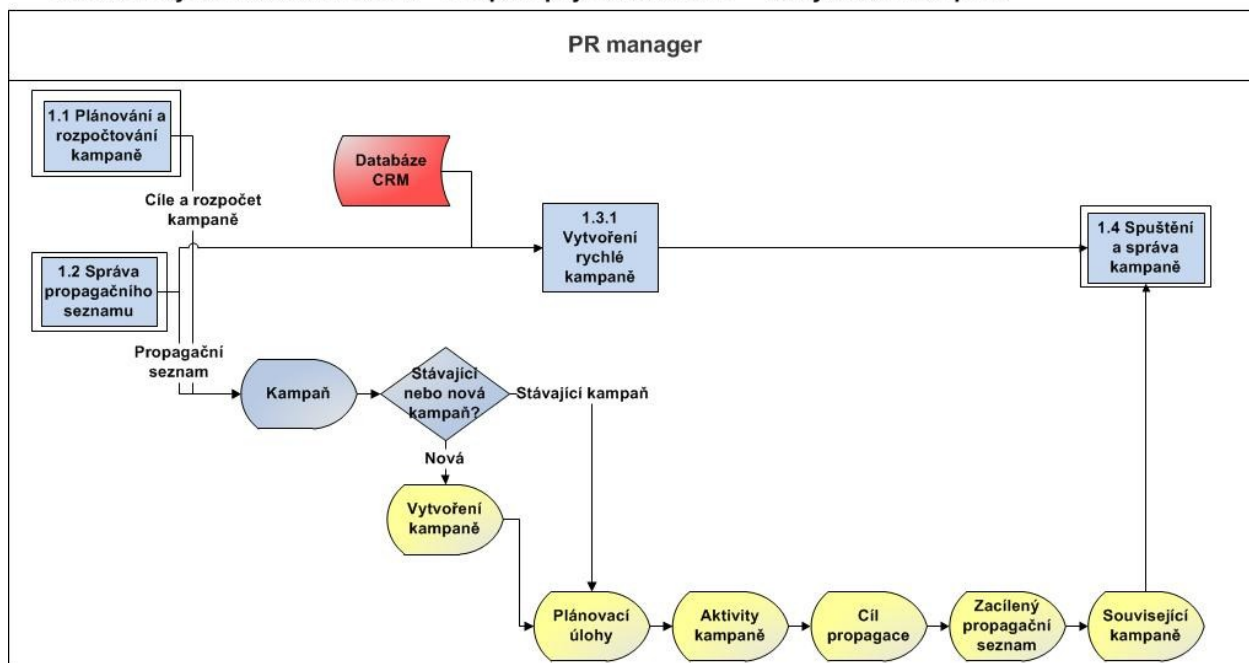 PR manager
1.1 Plánování a
rozpočtování
kampaně
Databáze
CRM
Cíle a rozpočet
kampaně
1.3.1
Vytvoření
rychlé
kampaně
1.4 Spuštění
a správa
kampaně
1.2 Správa
propagačního
seznamu
Propagační
seznam
Kampaň
Stávající
nebo nová
kampaň?
Stávající kampaň
Nová
Vytvoření
kampaně
Plánovací
úlohy
Aktivity
kampaně
Cíl
propagace
Zacílený
propagační
seznam
Související
kampaně